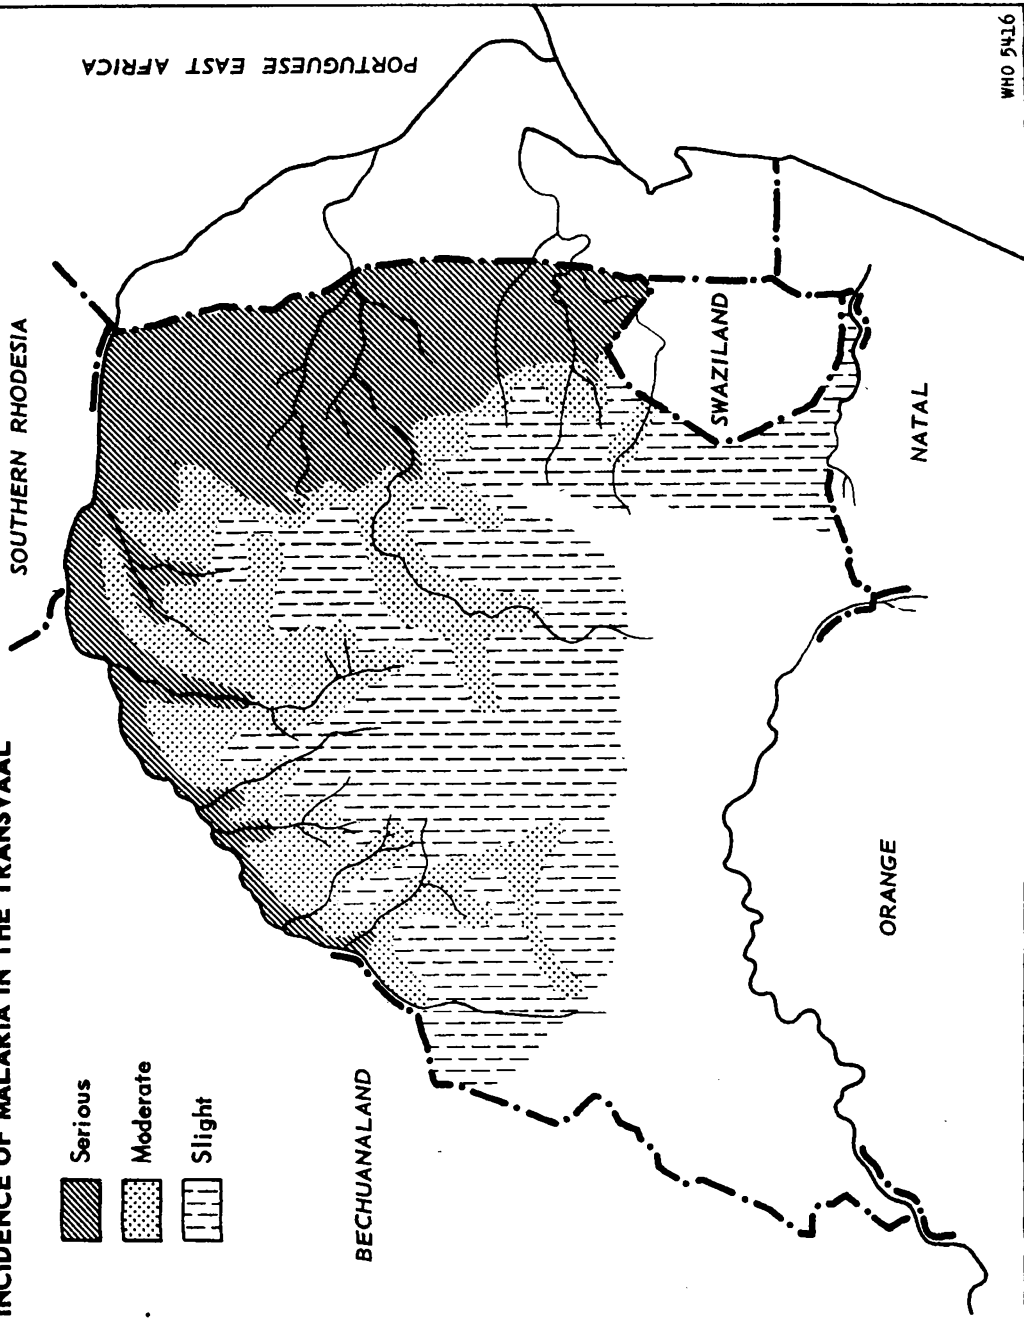 INCIDENCE OF MALARIA IN THE TRANSVAAL
Serious
Moderate
Slight
SOUTHERN RHODESIA
PORTUGUESE EAST AFRICA
BECHUANALAND
SWAZILAND
NATAL
ORANGE
WHO 5416